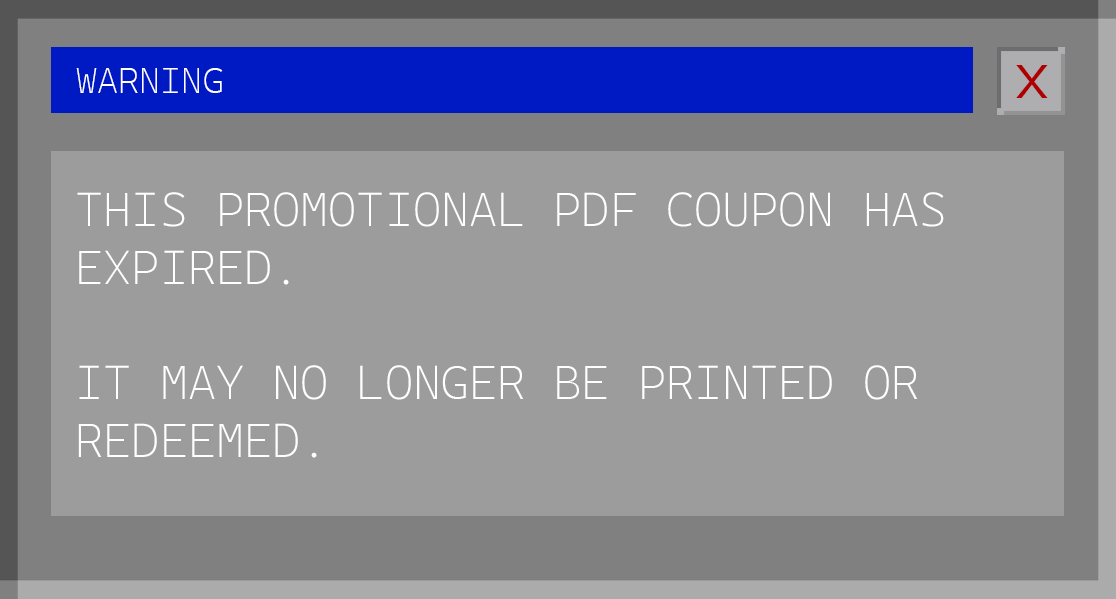 WARNING
X
THIS PROMOTIONAL PDF COUPON HAS
EXPIRED.
IT MAY NO LONGER BE PRINTED OR
REDEEMED.